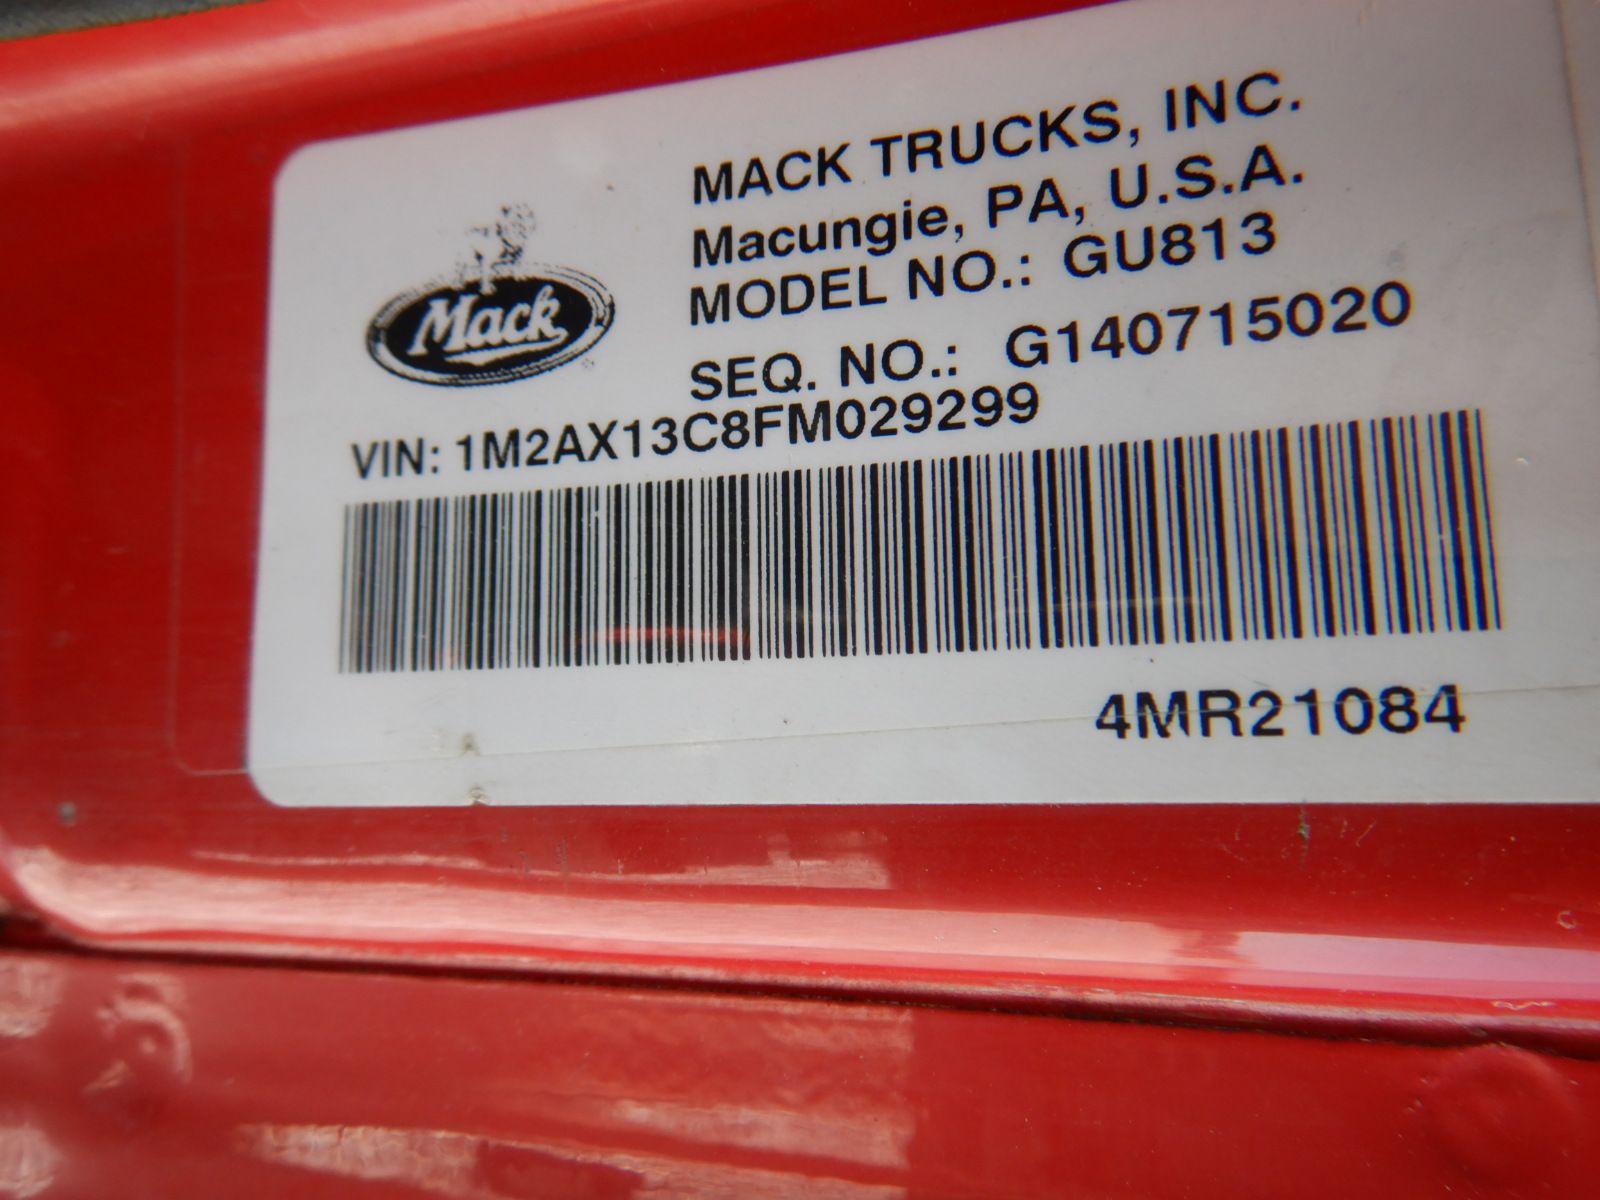 MACK TRUCKS, INC.
Macungie, PA, U.S.A.
MODEL NO.: GU813
SEQ. NO.: G140715020
Mack
VIN: 1M2AX13C8FM029299
4MR21084